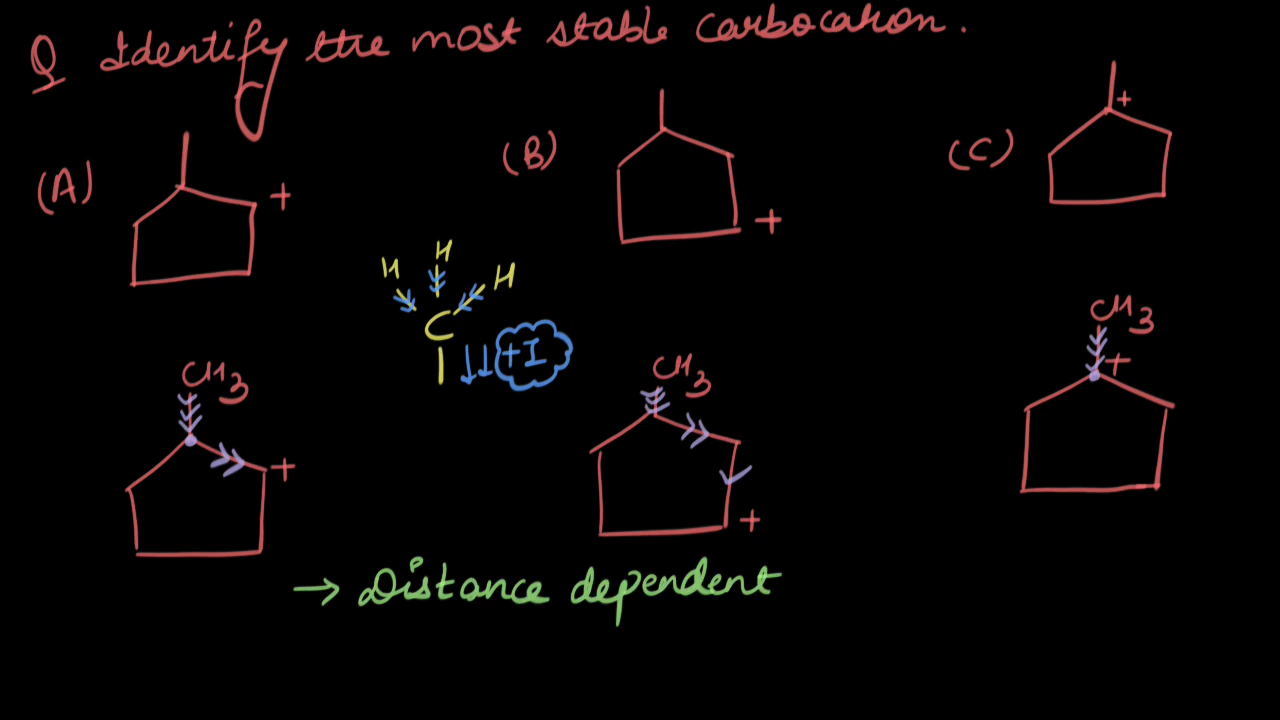 Q Identify the most stable carbocation.
(A)
+
(B)
+
(C)
+
H H H
C
+I
CH3
+
CH3
+
CH3
+
→ Distance dependent